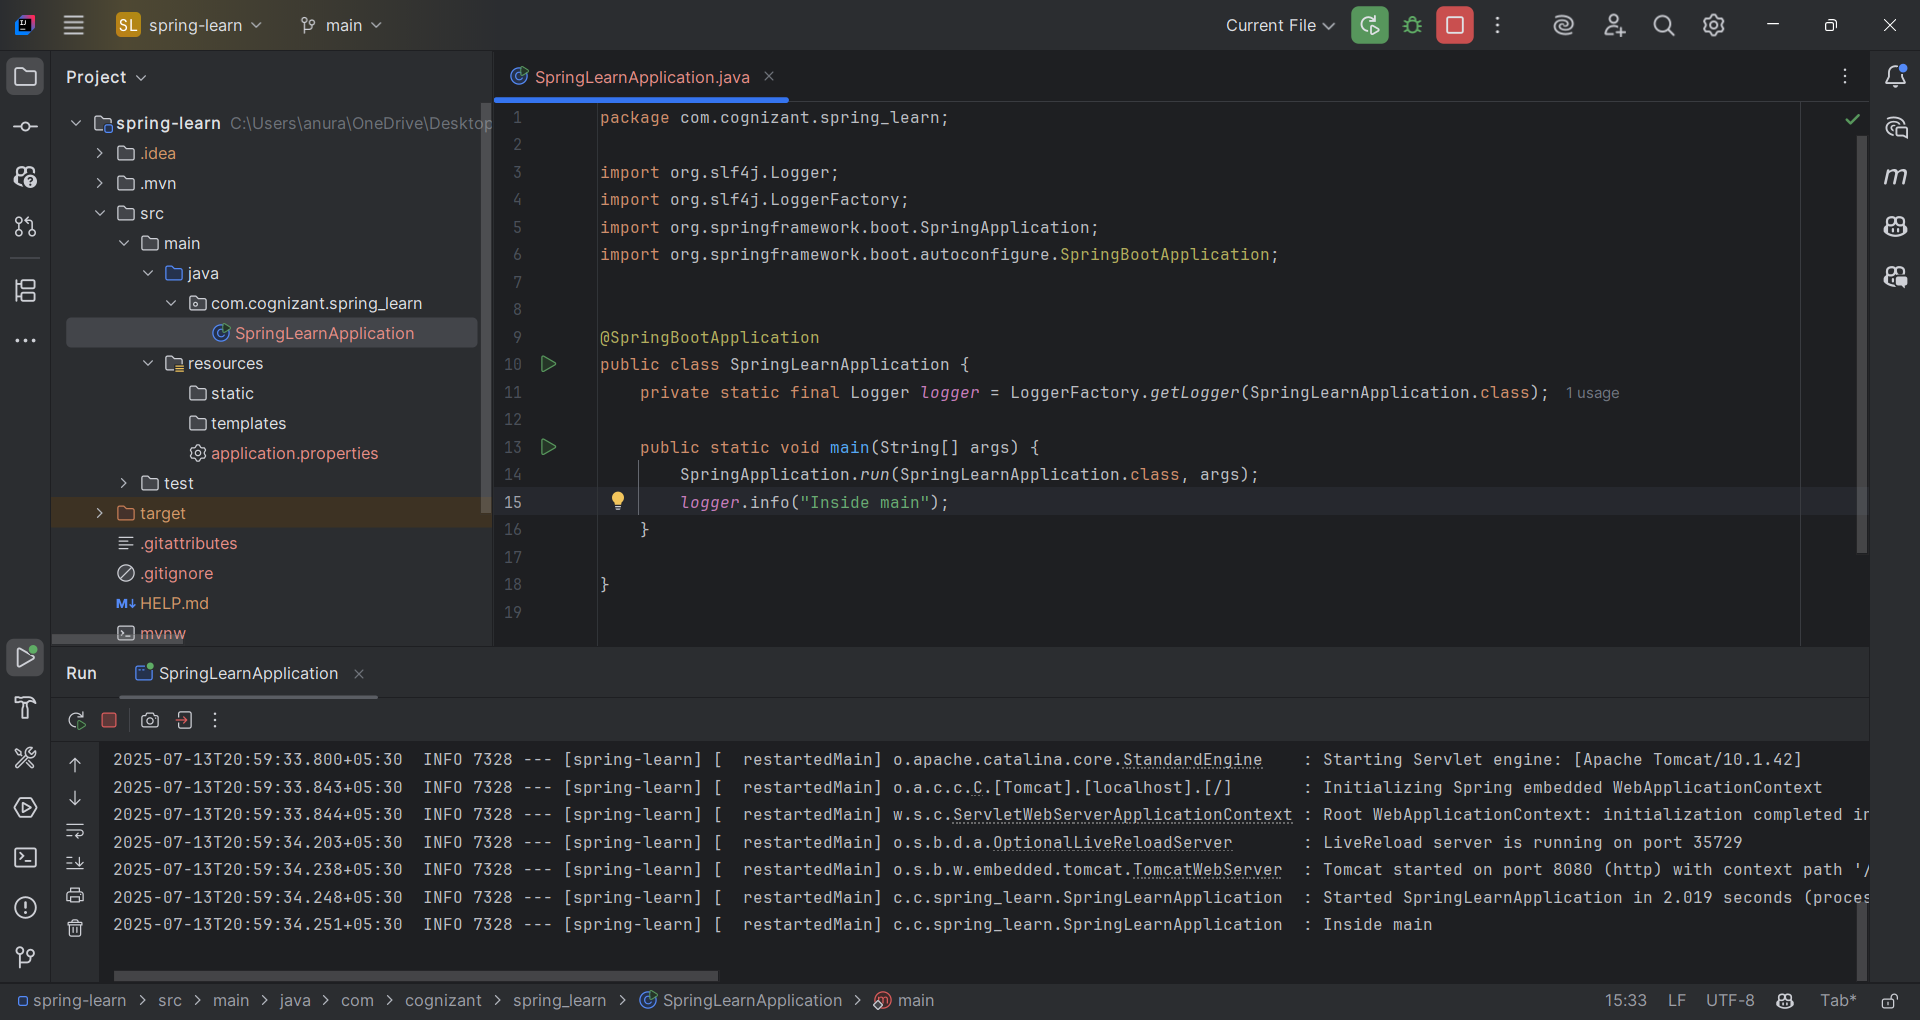 SL spring-learn
main
Current File
Project
spring-learn C:\Users\anura\OneDrive\Desktop
.idea
.mvn
src
main
java
com.cognizant.spring_learn
SpringLearnApplication
resources
static
templates
application.properties
test
target
.gitattributes
.gitignore
M↓ HELP.md
mvnw
SpringLearnApplication.java
1 package com.cognizant.spring_learn;
2
3 import org.slf4j.Logger;
4 import org.slf4j.LoggerFactory;
5 import org.springframework.boot.SpringApplication;
6 import org.springframework.boot.autoconfigure.SpringBootApplication;
7
8
9 @SpringBootApplication
10 public class SpringLearnApplication {
11 private static final Logger logger = LoggerFactory.getLogger(SpringLearnApplication.class); 1 usage
12
13 public static void main(String[] args) {
14 SpringApplication.run(SpringLearnApplication.class, args);
15 logger.info("Inside main");
16 }
17
18 }
19
Run
SpringLearnApplication
2025-07-13T20:59:33.800+05:30 INFO 7328 --- [spring-learn] [ restartedMain] o.apache.catalina.core.StandardEngine : Starting Servlet engine: [Apache Tomcat/10.1.42]
2025-07-13T20:59:33.843+05:30 INFO 7328 --- [spring-learn] [ restartedMain] o.a.c.c.C.[Tomcat].[localhost].[/] : Initializing Spring embedded WebApplicationContext
2025-07-13T20:59:33.844+05:30 INFO 7328 --- [spring-learn] [ restartedMain] w.s.c.ServletWebServerApplicationContext : Root WebApplicationContext: initialization completed in
2025-07-13T20:59:34.203+05:30 INFO 7328 --- [spring-learn] [ restartedMain] o.s.b.d.a.OptionalLiveReloadServer : LiveReload server is running on port 35729
2025-07-13T20:59:34.238+05:30 INFO 7328 --- [spring-learn] [ restartedMain] o.s.b.w.embedded.tomcat.TomcatWebServer : Tomcat started on port 8080 (http) with context path '/
2025-07-13T20:59:34.248+05:30 INFO 7328 --- [spring-learn] [ restartedMain] c.c.spring_learn.SpringLearnApplication : Started SpringLearnApplication in 2.019 seconds (proces
2025-07-13T20:59:34.251+05:30 INFO 7328 --- [spring-learn] [ restartedMain] c.c.spring_learn.SpringLearnApplication : Inside main
spring-learn > src > main > java > com > cognizant > spring_learn > SpringLearnApplication > main
15:33 LF UTF-8 Tab*